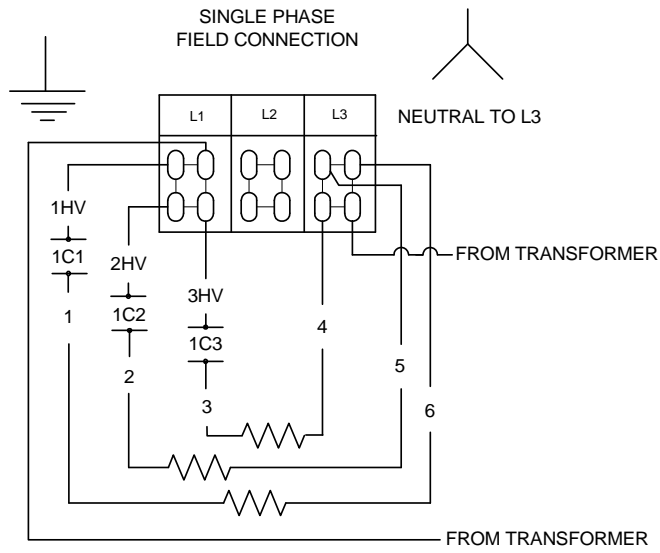 SINGLE PHASE
FIELD CONNECTION
L1
L2
L3
NEUTRAL TO L3
1HV
1C1
2HV
1C2
3HV
1C3
FROM TRANSFORMER
1
2
3
4
5
6
FROM TRANSFORMER